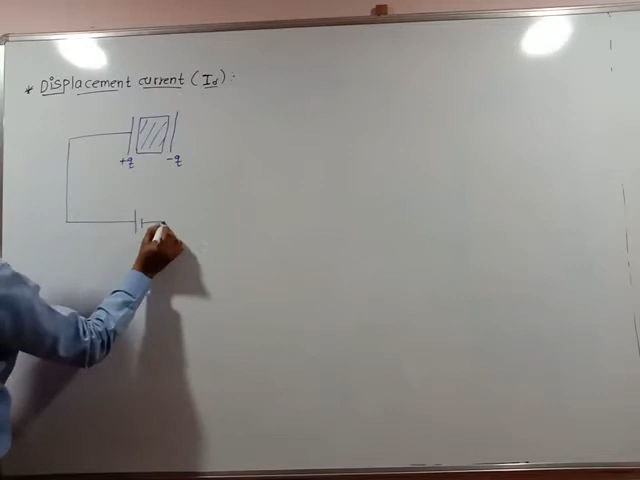 * Displacement current (Id) :
+q -q